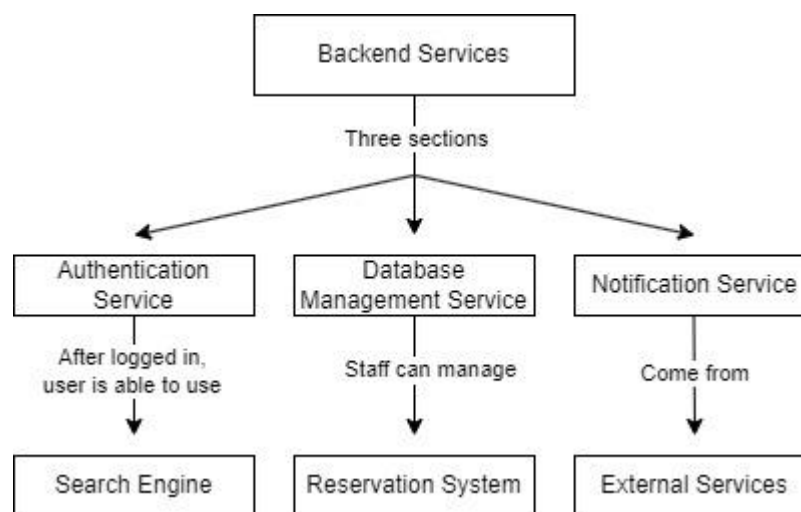 Backend Services
Three sections
Authentication
Service
Database
Management Service
Notification Service
After logged in,
user is able to use
Staff can manage
Come from
Search Engine
Reservation System
External Services